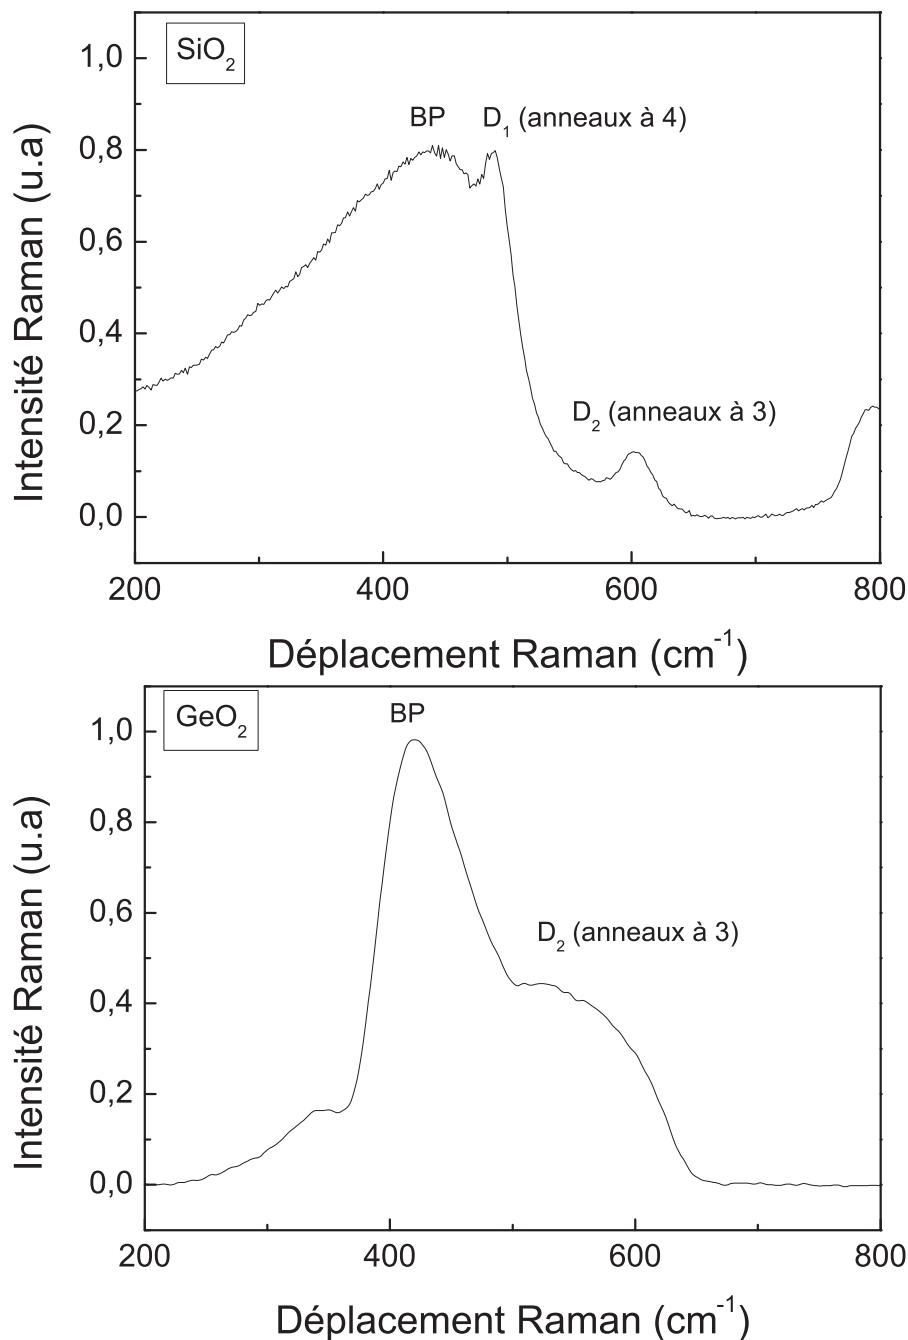 SiO₂
BP
D₁ (anneaux à 4)
D₂ (anneaux à 3)
1,0
0,8
0,6
0,4
0,2
0,0
200 400 600 800
Intensité Raman (u.a)
Déplacement Raman (cm⁻¹)
GeO₂
BP
D₂ (anneaux à 3)
1,0
0,8
0,6
0,4
0,2
0,0
200 400 600 800
Intensité Raman (u.a)
Déplacement Raman (cm⁻¹)